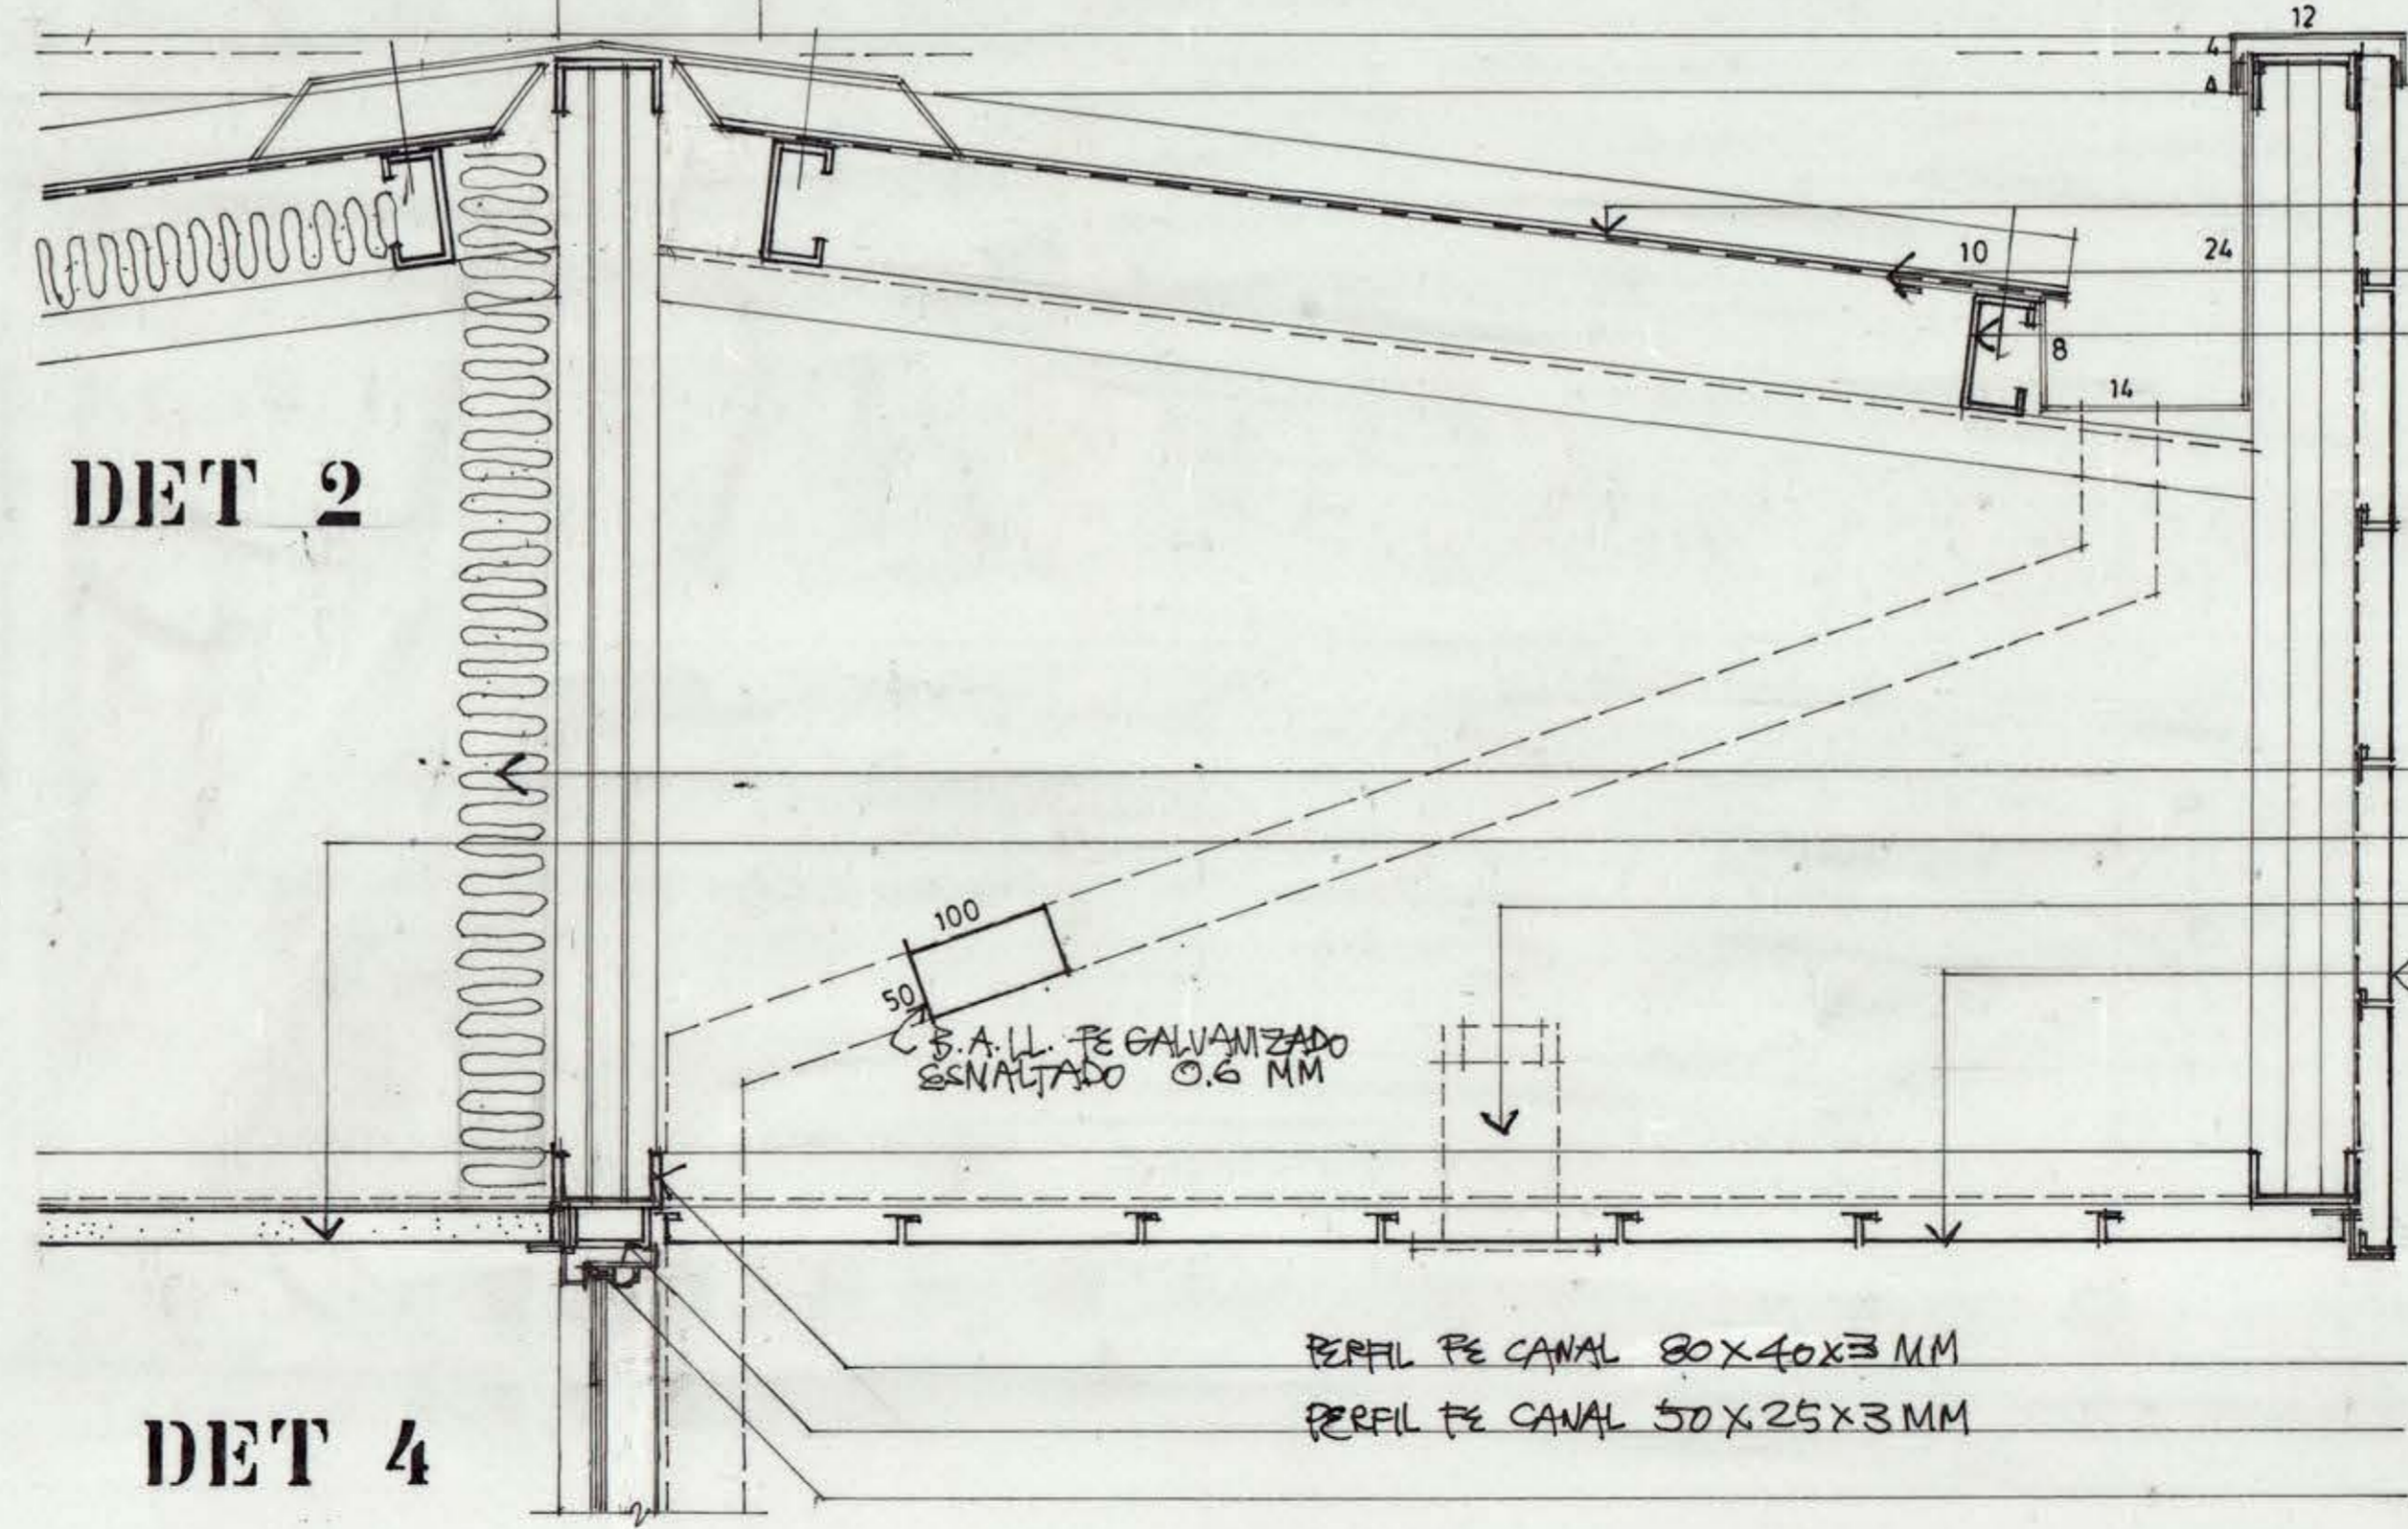 12
4
4
10
24
8
14
DET 2
100
50
B.A.LL. FE GALVANIZADO
ESNALTADO 0.6 MM
PERFIL FE CANAL 80X40X3 MM
PERFIL FE CANAL 50X25X3 MM
DET 4